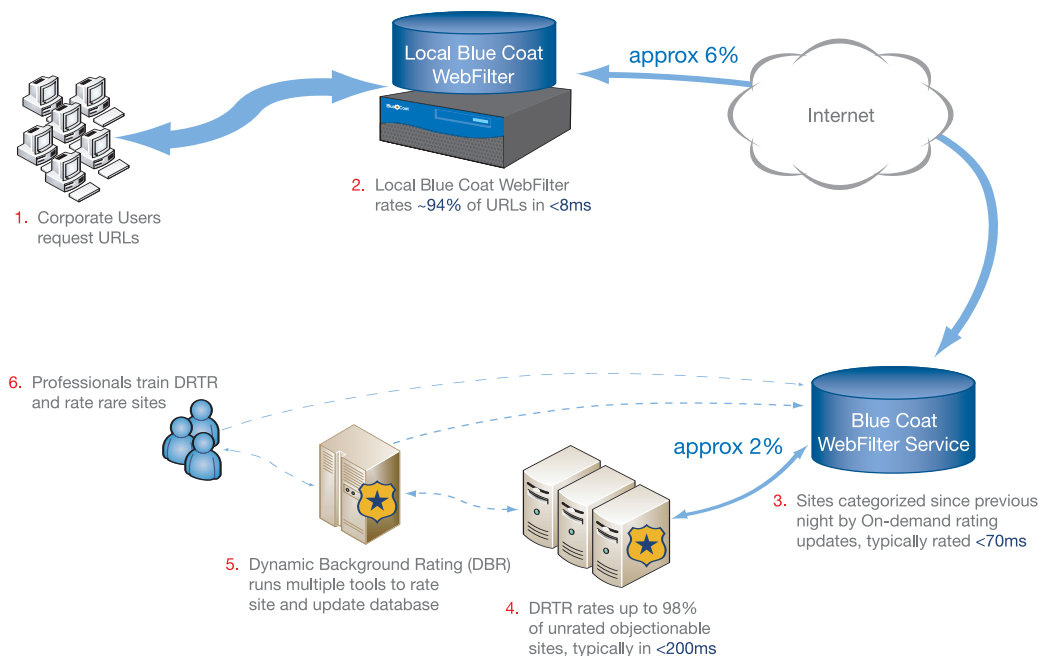 Local Blue Coat
WebFilter
approx 6%
Internet
Blue Coat
1. Corporate Users
request URLs
2. Local Blue Coat WebFilter
rates ~94% of URLs in <8ms
6. Professionals train DRTR
and rate rare sites
Blue Coat
WebFilter Service
approx 2%
3. Sites categorized since previous
night by On-demand rating
updates, typically rated <70ms
5. Dynamic Background Rating (DBR)
runs multiple tools to rate
site and update database
4. DRTR rates up to 98%
of unrated objectionable
sites, typically in <200ms